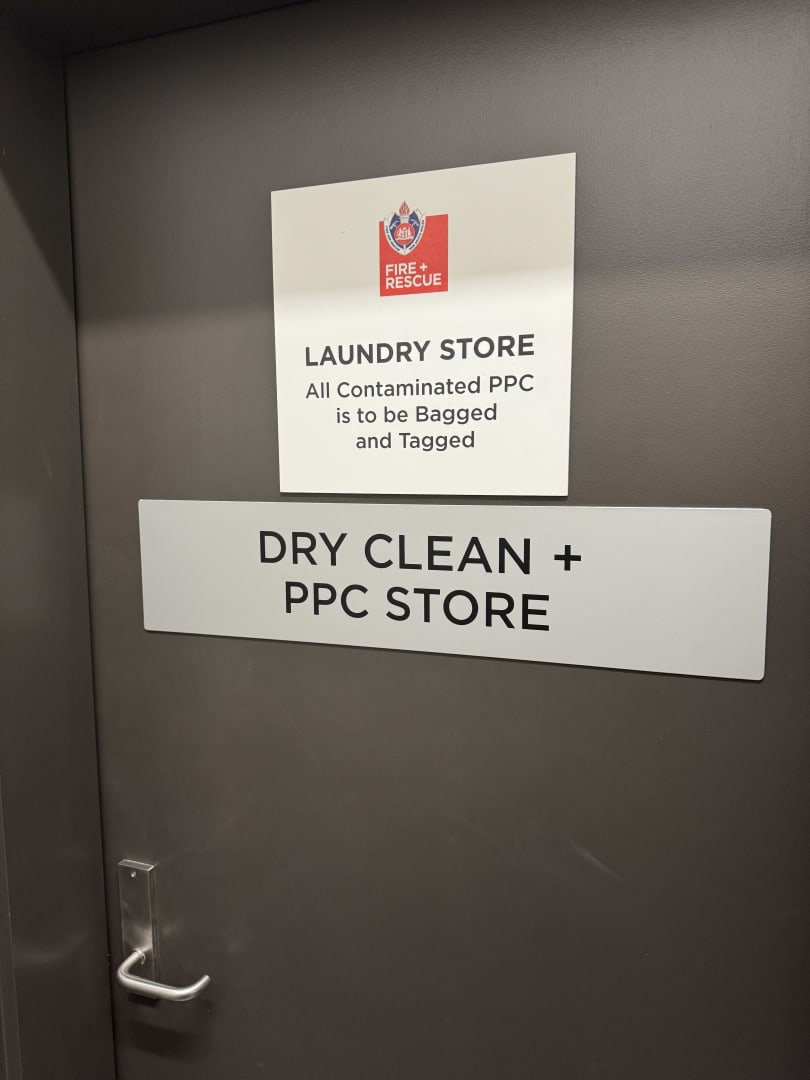 FIRE +
RESCUE
LAUNDRY STORE
All Contaminated PPC
is to be Bagged
and Tagged
DRY CLEAN +
PPC STORE